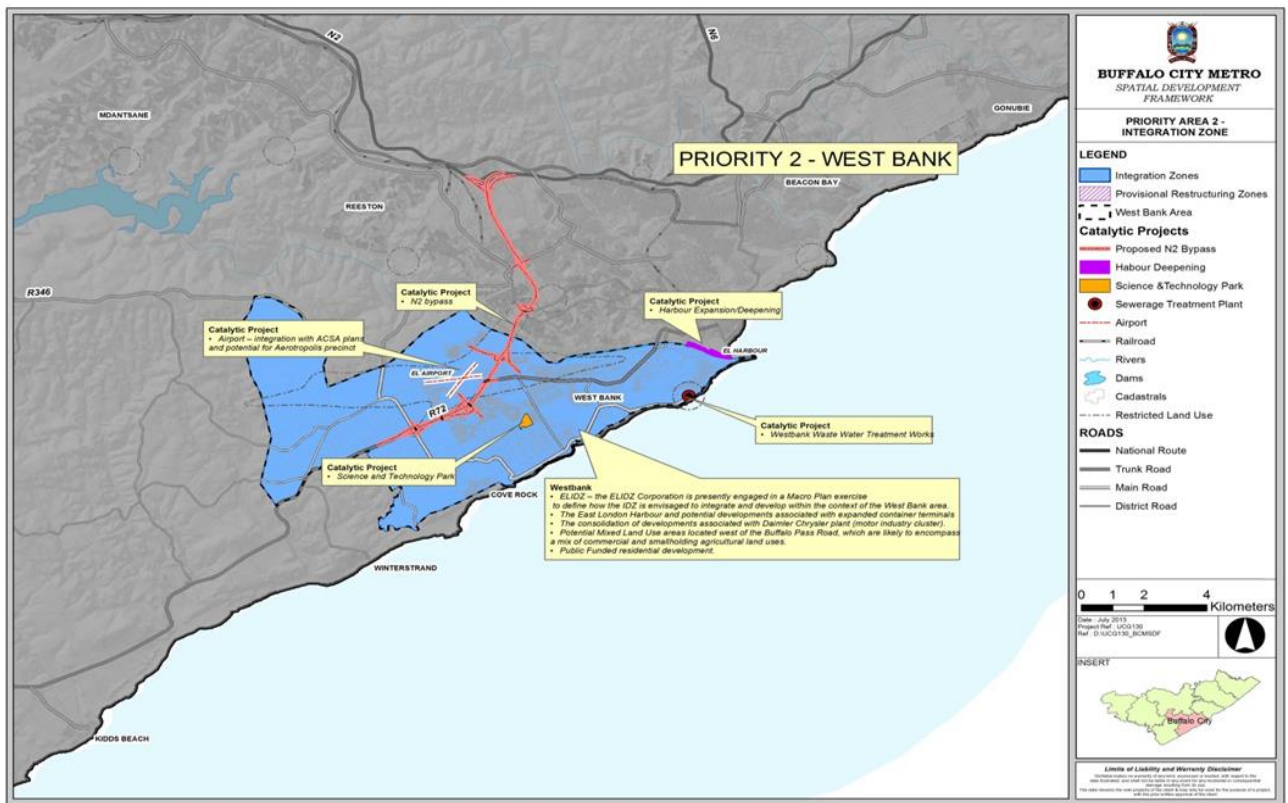 N2
N6
MDANTSANE
GONUBIE
PRIORITY 2 - WEST BANK
BEACON BAY
REESTON
R346
Catalytic Project
• N2 bypass
Catalytic Project
• Harbour Expansion/Deepening
Catalytic Project
• Airport – integration with ACSA plans
and potential for Aerotropolis precinct
EL HARBOUR
EL AIRPORT
WEST BANK
R72
Catalytic Project
• Westbank Waste Water Treatment Works
Catalytic Project
• Science and Technology Park
COVE ROCK
Westbank
• ELIDZ – the ELIDZ Corporation is presently engaged in a Macro Plan exercise
to define how the IDZ is envisaged to integrate and develop within the context of the West Bank area.
• The East London Harbour and potential developments associated with expanded container terminals
• The consolidation of developments associated with Daimler Chrysler plant (motor industry cluster).
• Potential Mixed Land Use areas located west of the Buffalo Pass Road, which are likely to encompass
a mix of commercial and smallholding agricultural land uses.
• Public Funded residential development.
WINTERSTRAND
KIDDS BEACH
BUFFALO CITY METRO
SPATIAL DEVELOPMENT
FRAMEWORK
PRIORITY AREA 2 -
INTEGRATION ZONE
LEGEND
Integration Zones
Provisional Restructuring Zones
West Bank Area
Catalytic Projects
Proposed N2 Bypass
Habour Deepening
Science &Technology Park
Sewerage Treatment Plant
Airport
Railroad
Rivers
Dams
Cadastrals
Restricted Land Use
ROADS
National Route
Trunk Road
Main Road
District Road
0 1 2 4
Kilometers
Date : July 2013
Project Ref : UCG130
Ref : D:\UCG130_BCMSDF
INSERT
Buffalo City
Limits of Liability and Warranty Disclaimer